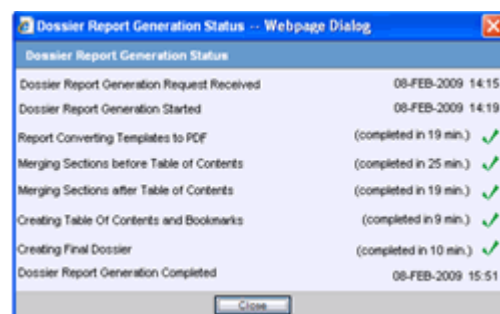 Dossier Report Generation Status -- Webpage Dialog
Dossier Report Generation Status
Dossier Report Generation Request Received 08-FEB-2009 14:15
Dossier Report Generation Started 08-FEB-2009 14:19
Report Converting Templates to PDF (completed in 19 min.)
Merging Sections before Table of Contents (completed in 25 min.)
Merging Sections after Table of Contents (completed in 19 min.)
Creating Table Of Contents and Bookmarks (completed in 9 min.)
Creating Final Dossier (completed in 10 min.)
Dossier Report Generation Completed 08-FEB-2009 15:51
Close